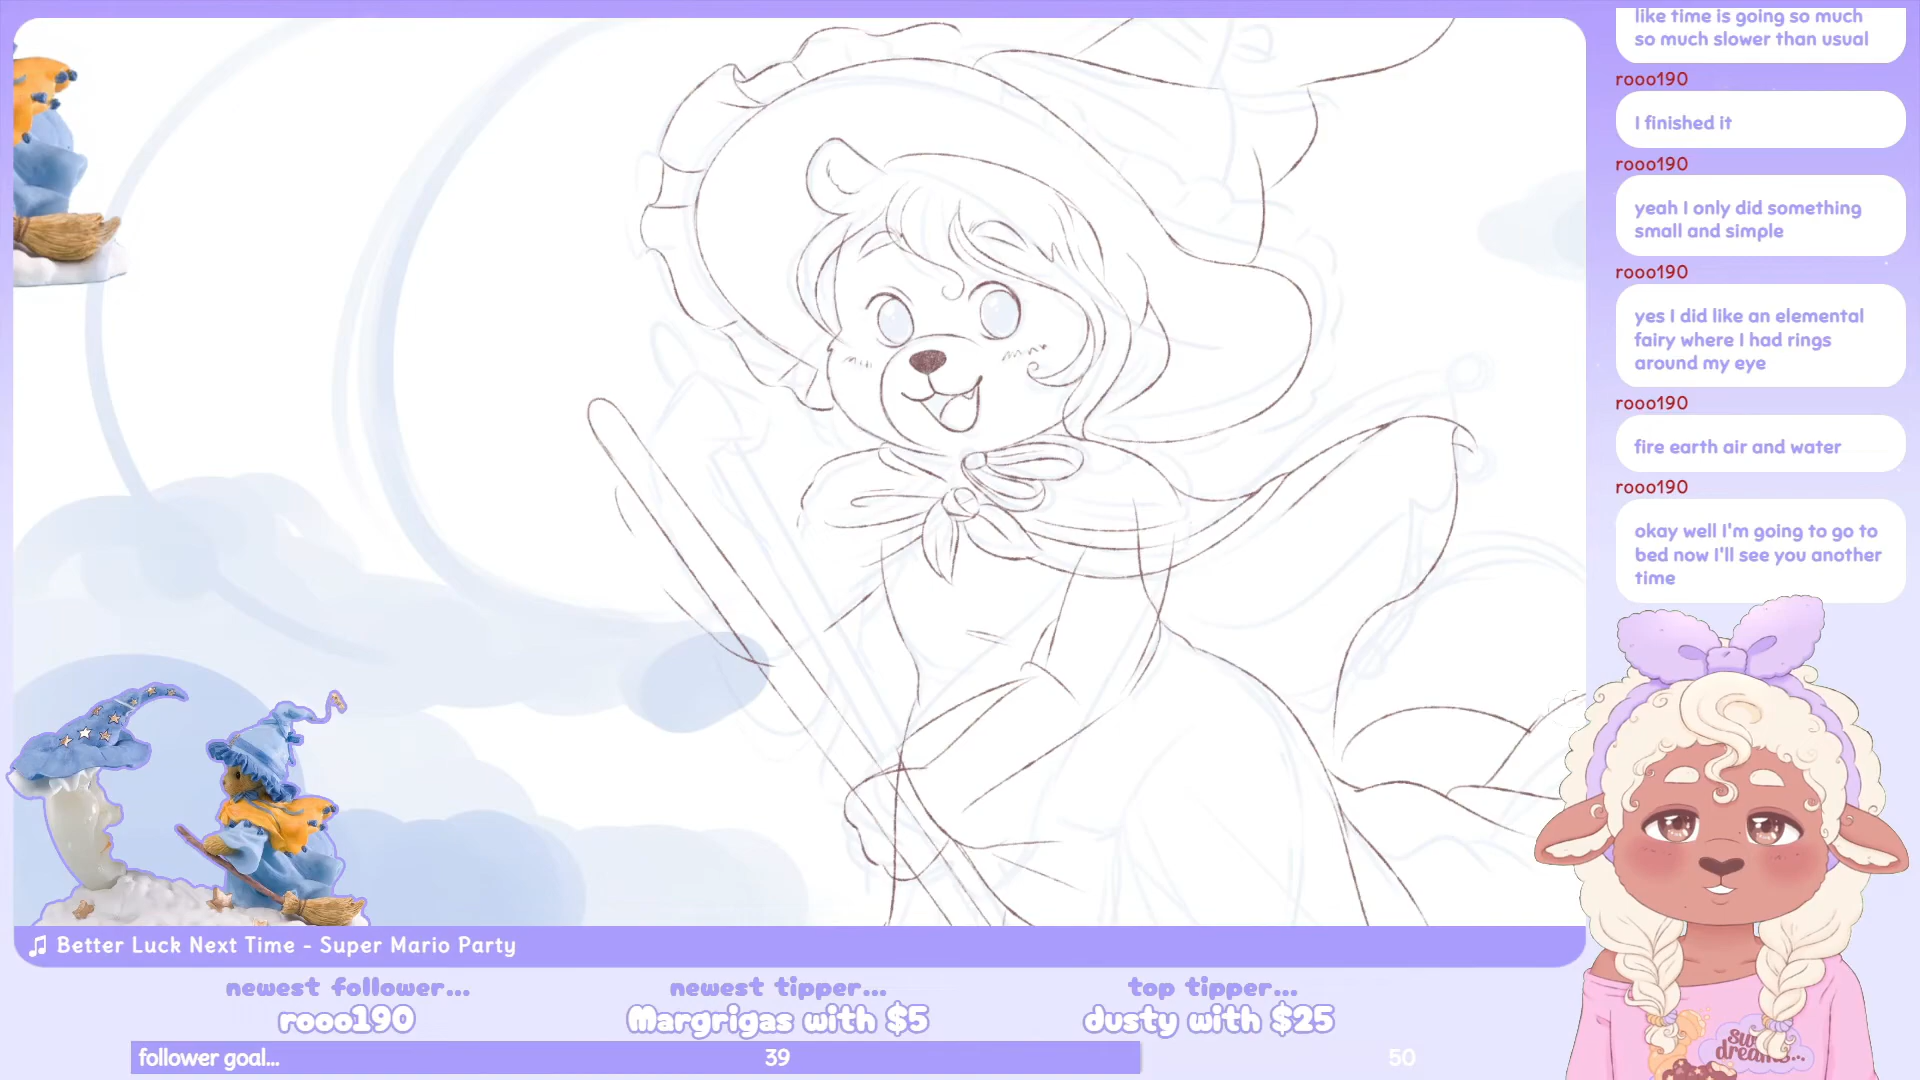 like time is going so much
so much slower than usual
rooo190
I finished it
rooo190
yeah I only did something
small and simple
rooo190
yes I did like an elemental
fairy where I had rings
around my eye
rooo190
fire earth air and water
rooo190
okay well I'm going to go to
bed now I'll see you another
time
Better Luck Next Time - Super Mario Party
newest follower...
rooo190
newest tipper...
Margrigas with $5
top tipper...
dusty with $25
follower goal...
39
50
dreams...